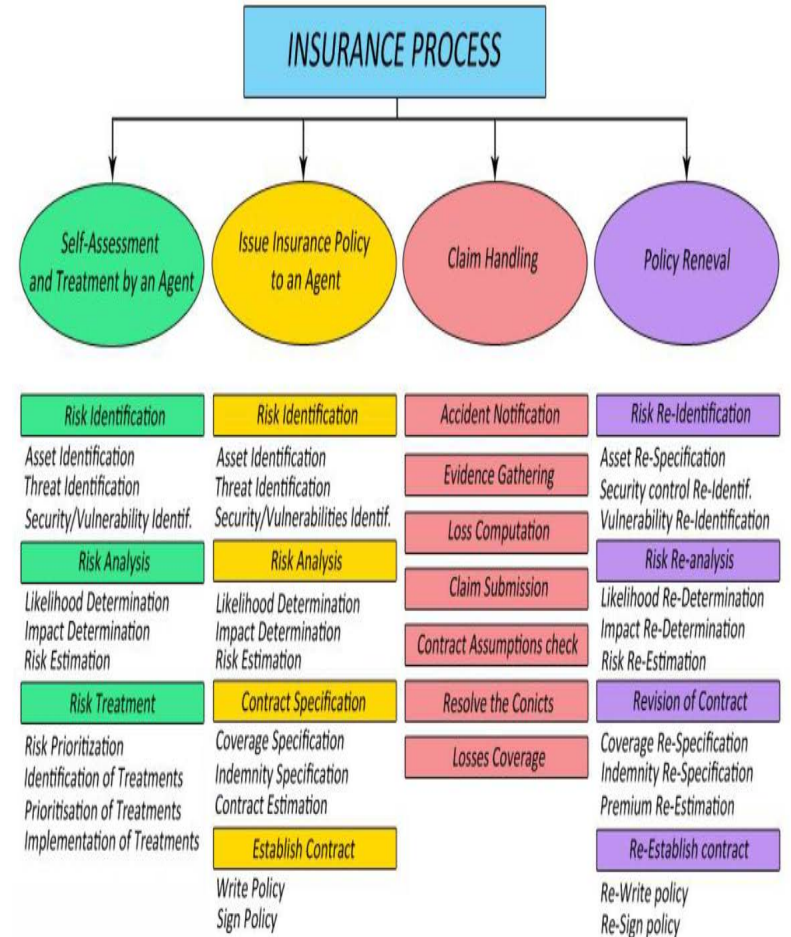 INSURANCE PROCESS
Self-Assessment
and Treatment by an Agent
Issue Insurance Policy
to an Agent
Claim Handling
Policy Reneval
Risk Identification
Asset Identification
Threat Identification
Security/Vulnerability Identif.
Risk Analysis
Likelihood Determination
Impact Determination
Risk Estimation
Risk Treatment
Risk Prioritization
Identification of Treatments
Prioritisation of Treatments
Implementation of Treatments
Risk Identification
Asset Identification
Threat Identification
Security/Vulnerabilities Identif.
Risk Analysis
Likelihood Determination
Impact Determination
Risk Estimation
Contract Specification
Coverage Specification
Indemnity Specification
Contract Estimation
Establish Contract
Write Policy
Sign Policy
Accident Notification
Evidence Gathering
Loss Computation
Claim Submission
Contract Assumptions check
Resolve the Conicts
Losses Coverage
Risk Re-Identification
Asset Re-Specification
Security control Re-Identif.
Vulnerability Re-Identification
Risk Re-analysis
Likelihood Re-Determination
Impact Re-Determination
Risk Re-Estimation
Revision of Contract
Coverage Re-Specification
Indemnity Re-Specification
Premium Re-Estimation
Re-Establish contract
Re-Write policy
Re-Sign policy